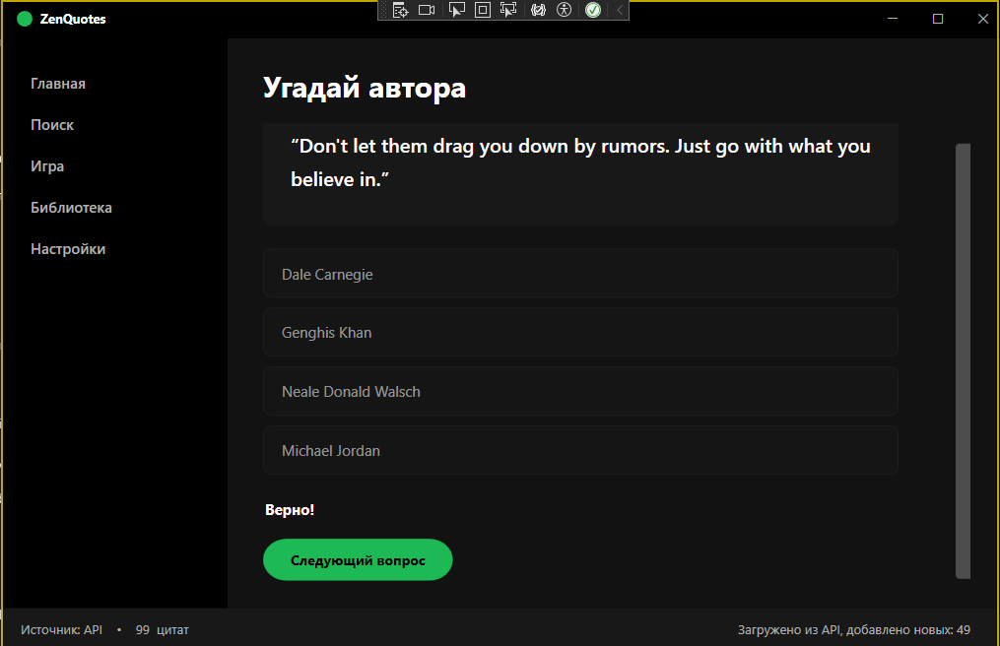 ZenQuotes
Главная
Поиск
Игра
Библиотека
Настройки
Угадай автора
“Don't let them drag you down by rumors. Just go with what you
believe in.”
Dale Carnegie
Genghis Khan
Neale Donald Walsch
Michael Jordan
Верно!
Следующий вопрос
Источник: API • 99 цитат
Загружено из API, добавлено новых: 49